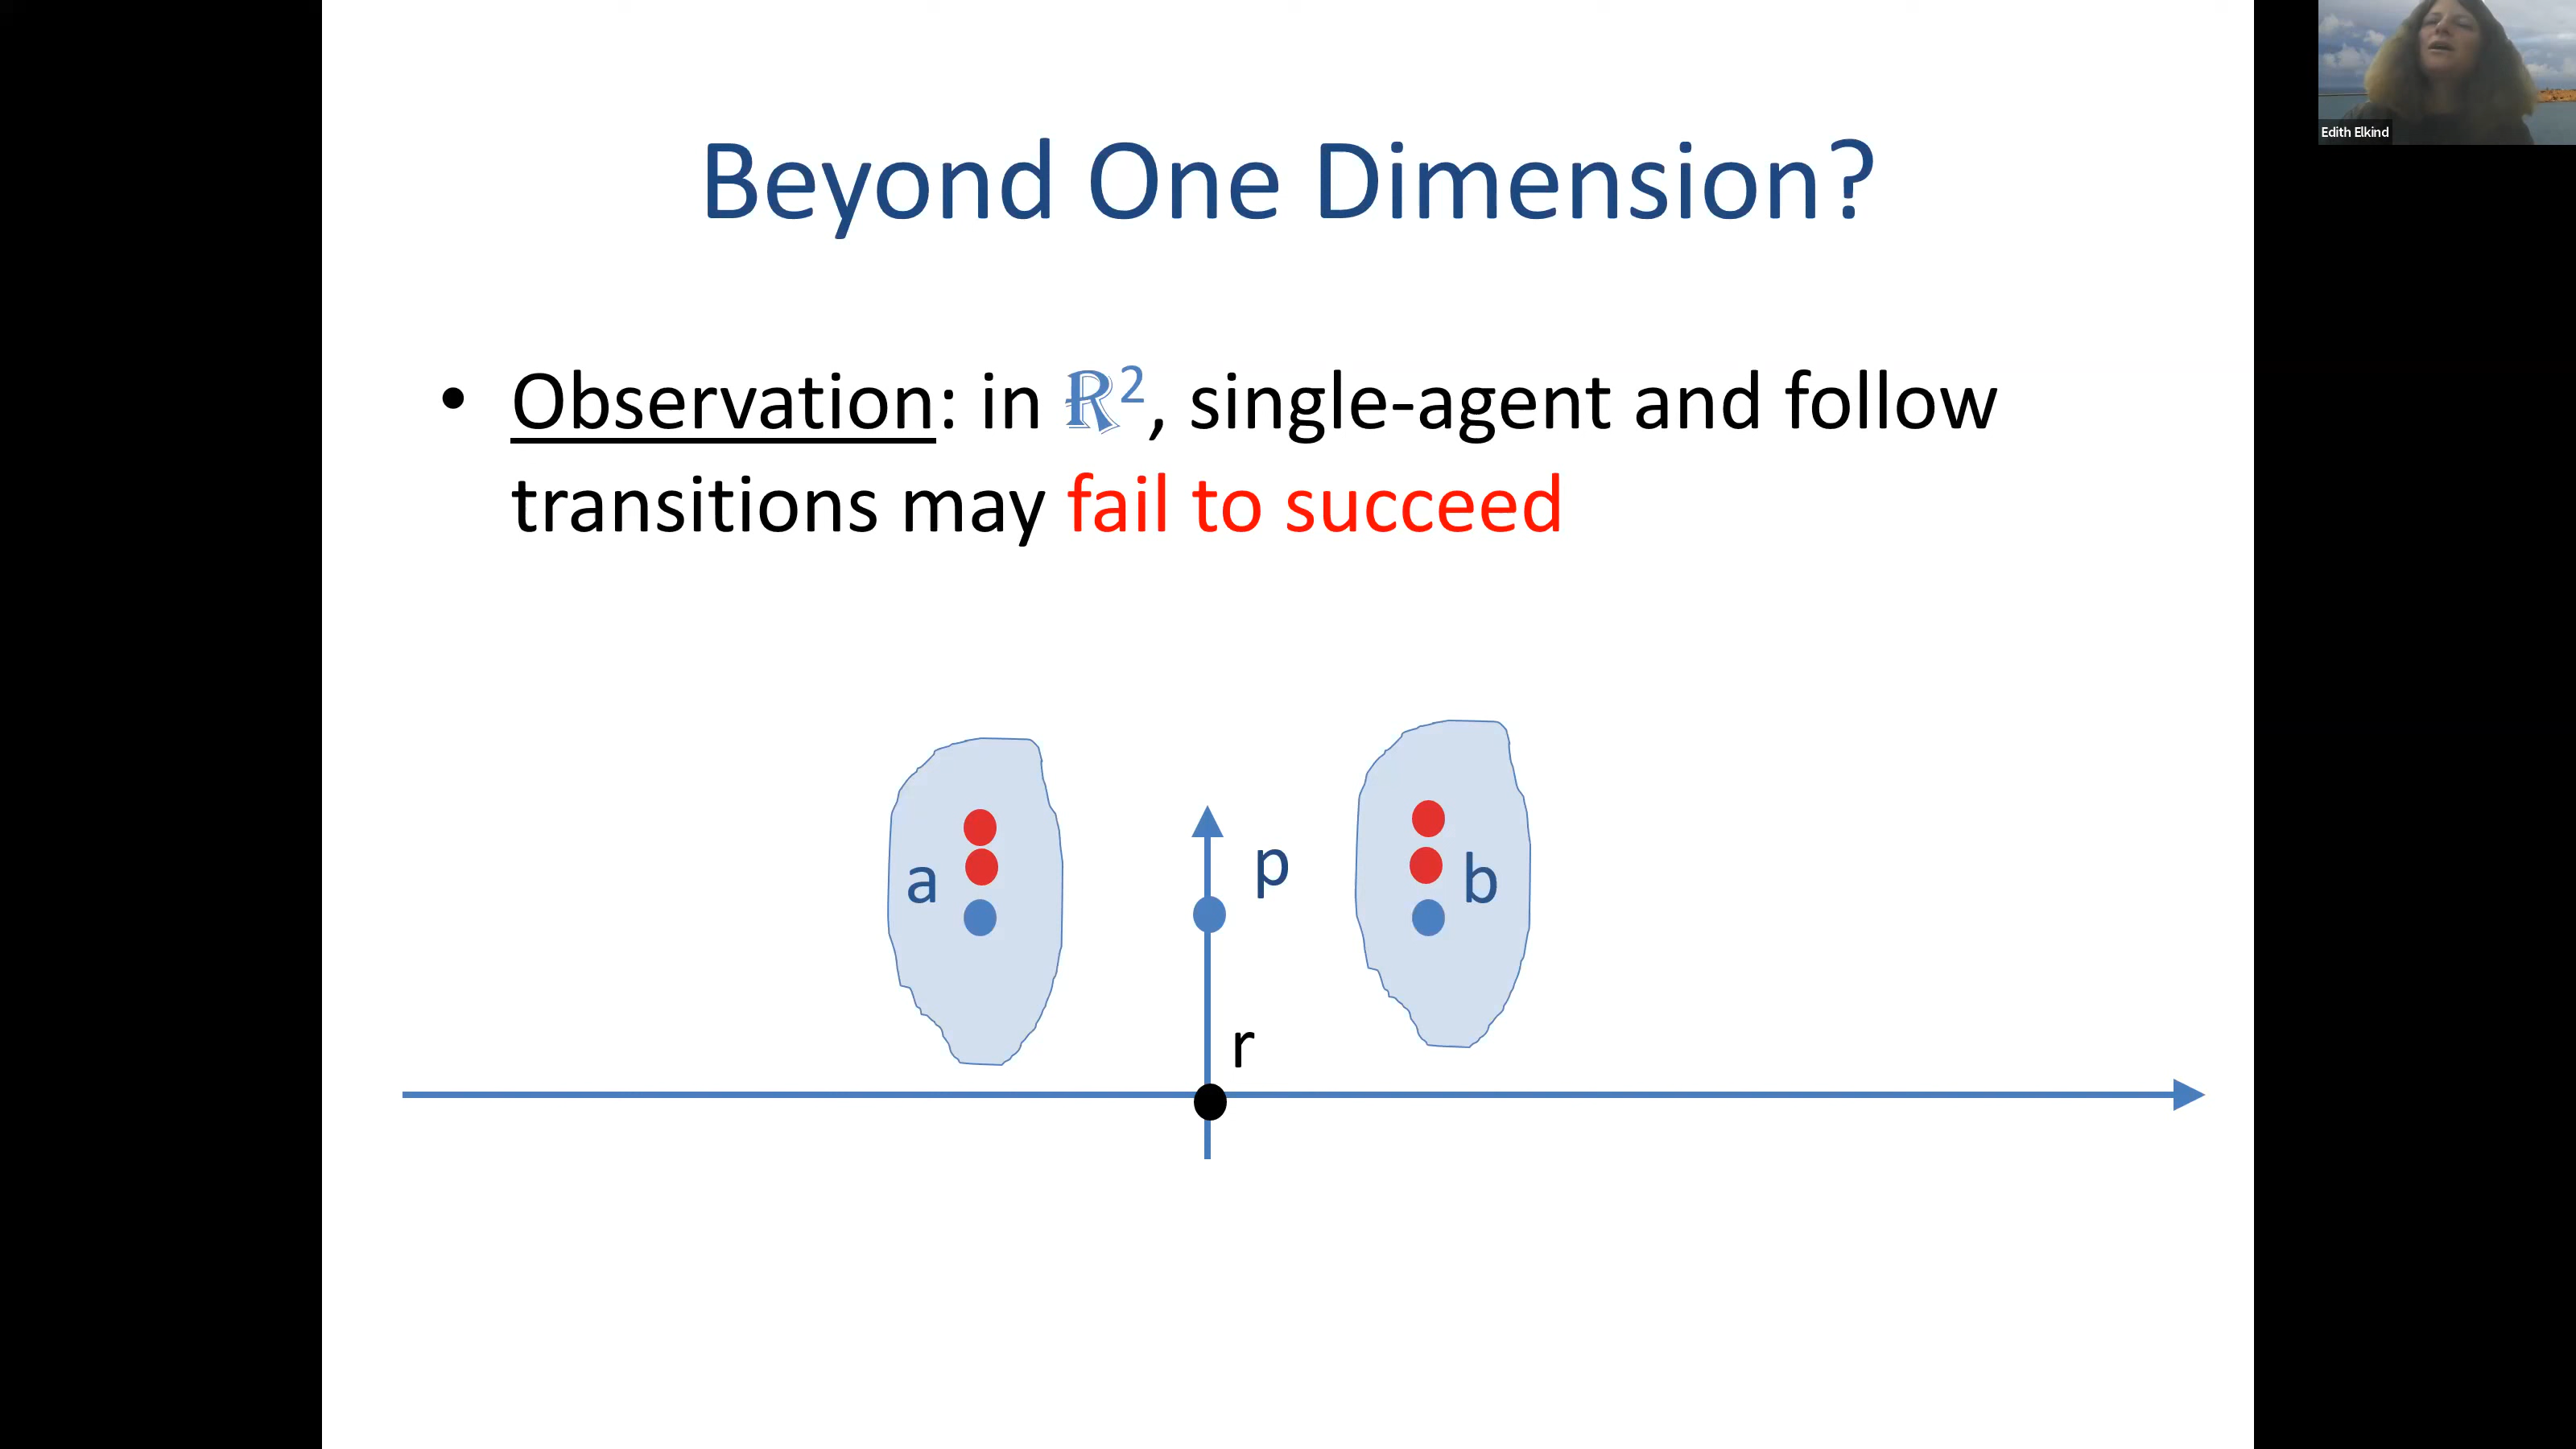 Beyond One Dimension?
• Observation: in ℝ², single-agent and follow
transitions may fail to succeed
a
p
b
r
Edith Elkind